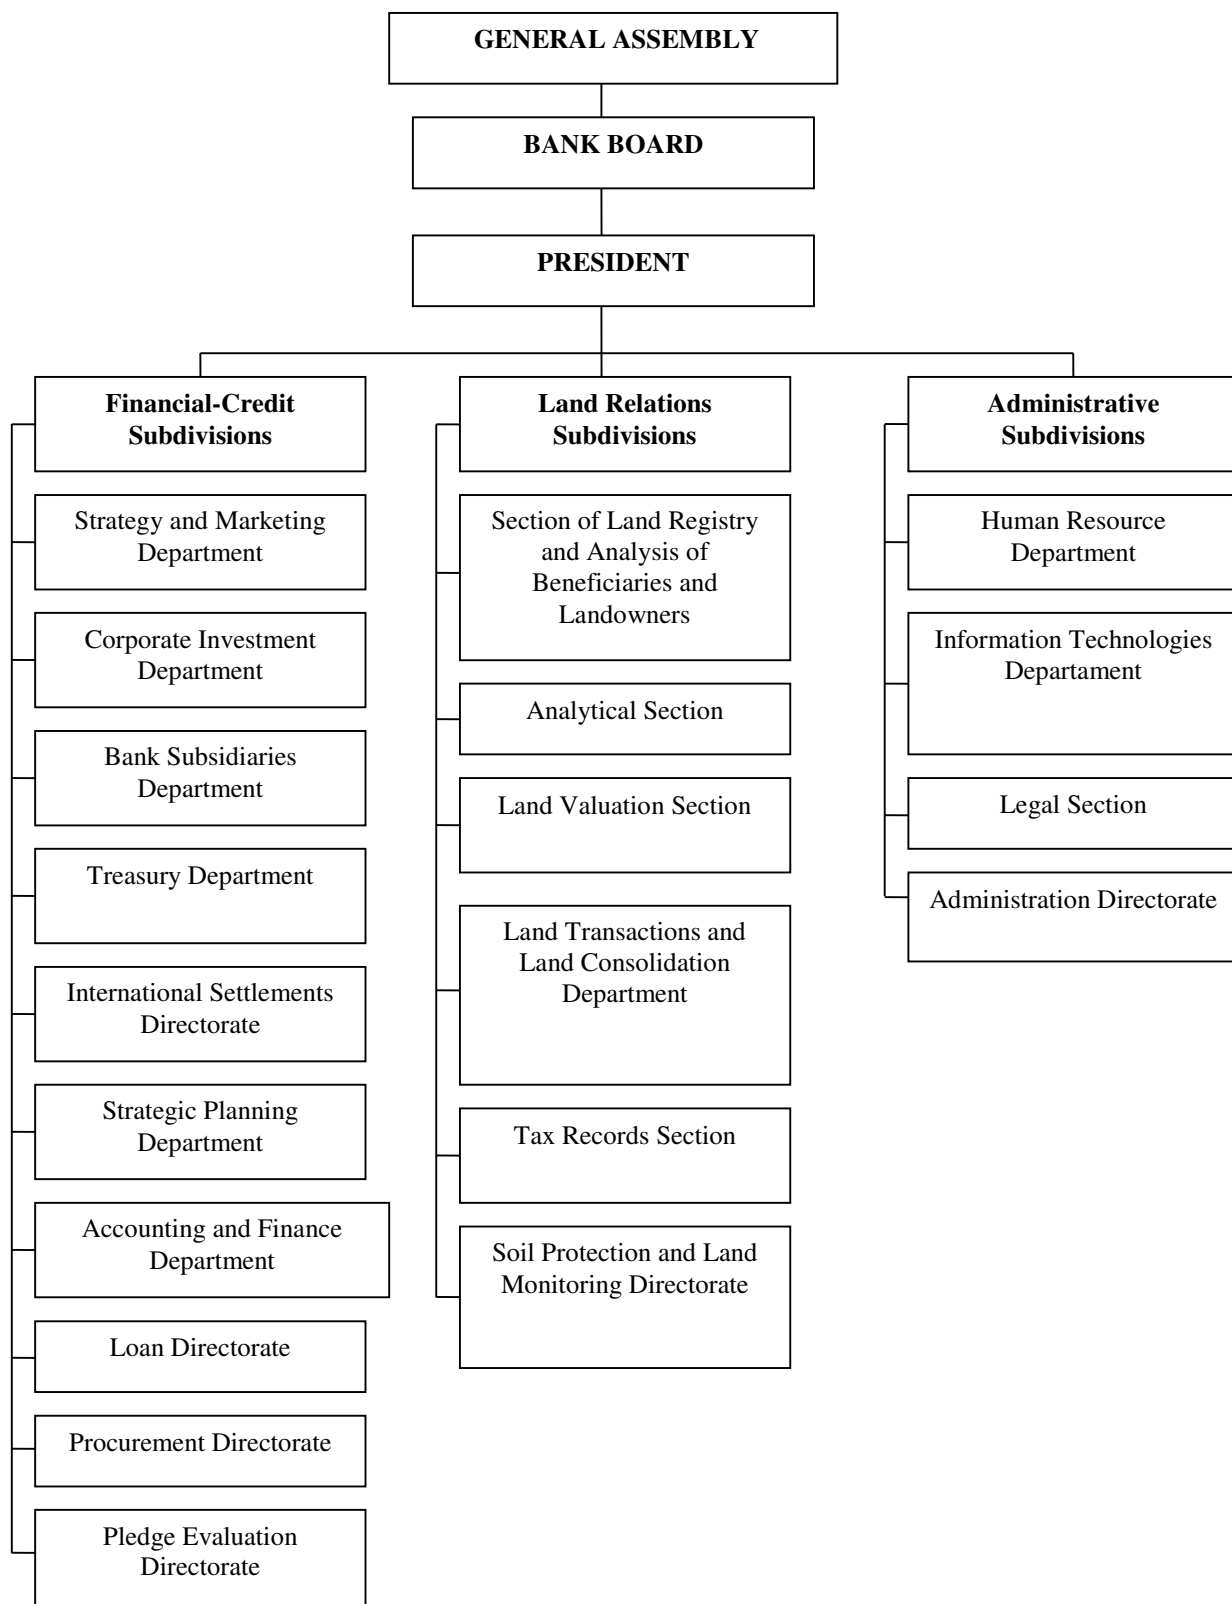 GENERAL ASSEMBLY
BANK BOARD
PRESIDENT
Financial-Credit
Subdivisions
Strategy and Marketing
Department
Corporate Investment
Department
Bank Subsidiaries
Department
Treasury Department
International Settlements
Directorate
Strategic Planning
Department
Accounting and Finance
Department
Loan Directorate
Procurement Directorate
Pledge Evaluation
Directorate
Land Relations
Subdivisions
Section of Land Registry
and Analysis of
Beneficiaries and
Landowners
Analytical Section
Land Valuation Section
Land Transactions and
Land Consolidation
Department
Tax Records Section
Soil Protection and Land
Monitoring Directorate
Administrative
Subdivisions
Human Resource
Department
Information Technologies
Departament
Legal Section
Administration Directorate